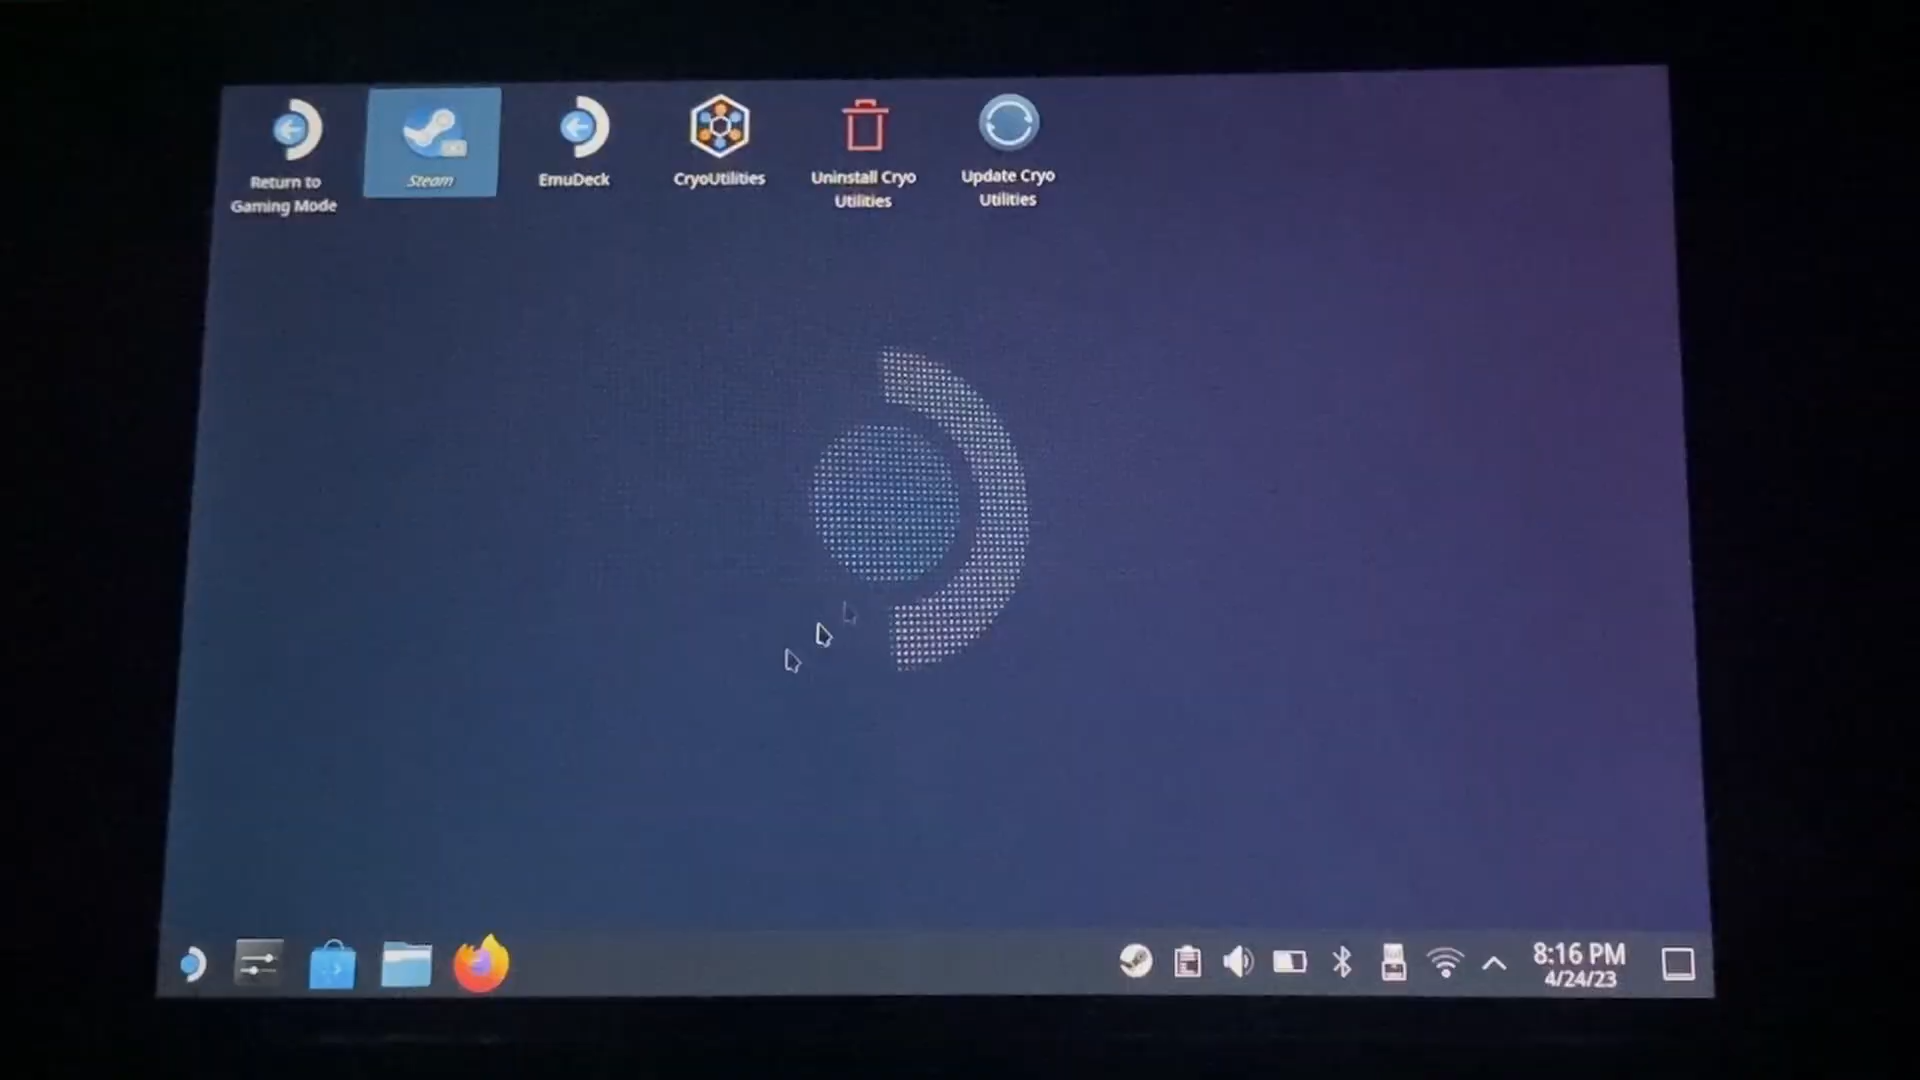 Return to
Gaming Mode
Steam
EmuDeck
CryoUtilities
Uninstall Cryo
Utilities
Update Cryo
Utilities
8:16 PM
4/24/23